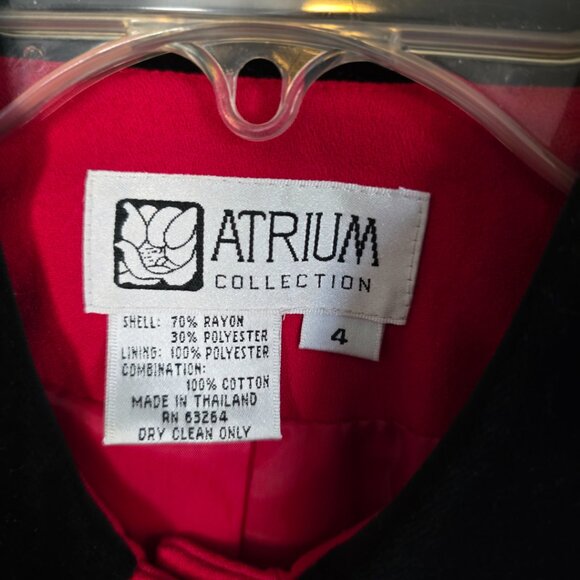 ATRIUM
COLLECTION
4
SHELL: 70% RAYON
30% POLYESTER
LINING: 100% POLYESTER
COMBINATION:
100% COTTON
MADE IN THAILAND
RN 63264
DRY CLEAN ONLY